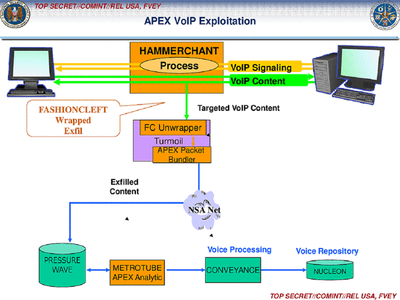 TOP SECRET//COMINT//REL USA, FVEY
APEX VoIP Exploitation
HAMMERCHANT
Process
VoIP Signaling
VoIP Content
FASHIONCLEFT
Wrapped
Exfil
Targeted VoIP Content
FC Unwrapper
Turmoil
APEX Packet
Bundler
Exfilled
Content
NSA Net
Voice Processing
Voice Repository
PRESSURE
WAVE
METROTUBE
APEX Analytic
CONVEYANCE
NUCLEON
TOP SECRET//COMINT//REL USA, FVEY